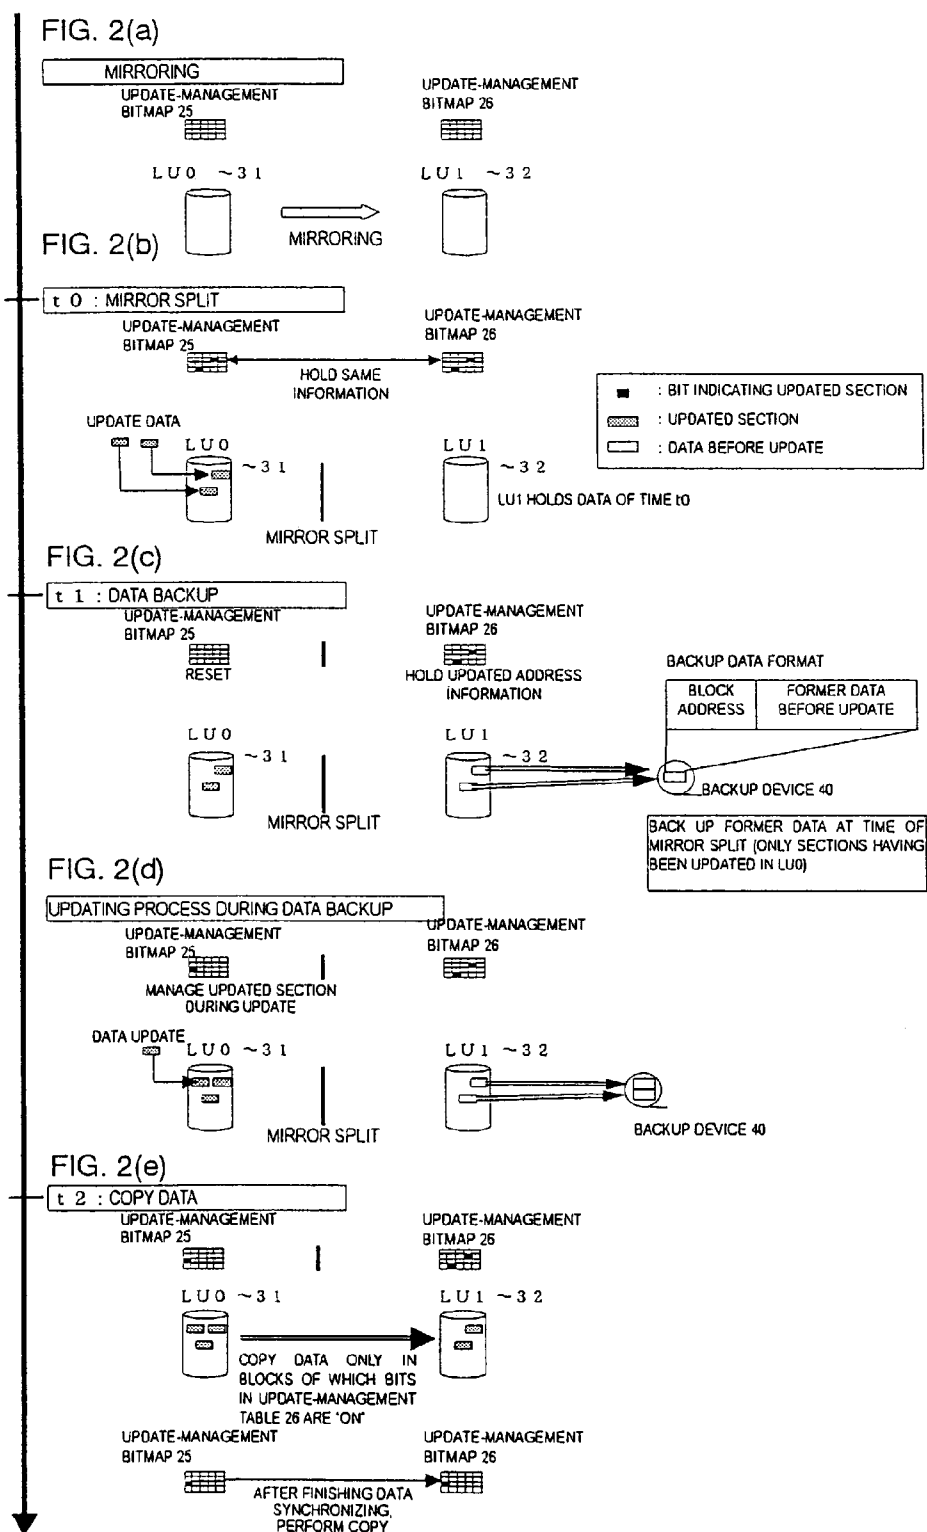 FIG. 2(a)
MIRRORING
UPDATE-MANAGEMENT
BITMAP 25
UPDATE-MANAGEMENT
BITMAP 26
LU0 ~31
LU1 ~32
MIRRORING
FIG. 2(b)
t0 : MIRROR SPLIT
UPDATE-MANAGEMENT
BITMAP 25
UPDATE-MANAGEMENT
BITMAP 26
HOLD SAME
INFORMATION
: BIT INDICATING UPDATED SECTION
: UPDATED SECTION
: DATA BEFORE UPDATE
UPDATE DATA
LU0
~31
LU1
~32
LU1 HOLDS DATA OF TIME t0
MIRROR SPLIT
FIG. 2(c)
t1 : DATA BACKUP
UPDATE-MANAGEMENT
BITMAP 25
RESET
UPDATE-MANAGEMENT
BITMAP 26
HOLD UPDATED ADDRESS
INFORMATION
BACKUP DATA FORMAT
BLOCK
ADDRESS
FORMER DATA
BEFORE UPDATE
LU0
~31
LU1
~32
BACKUP DEVICE 40
MIRROR SPLIT
BACK UP FORMER DATA AT TIME OF
MIRROR SPLIT (ONLY SECTIONS HAVING
BEEN UPDATED IN LU0)
FIG. 2(d)
UPDATING PROCESS DURING DATA BACKUP
UPDATE-MANAGEMENT
BITMAP 25
UPDATE-MANAGEMENT
BITMAP 26
MANAGE UPDATED SECTION
DURING UPDATE
DATA UPDATE
LU0 ~31
LU1 ~32
MIRROR SPLIT
BACKUP DEVICE 40
FIG. 2(e)
t2 : COPY DATA
UPDATE-MANAGEMENT
BITMAP 25
UPDATE-MANAGEMENT
BITMAP 26
LU0 ~31
LU1 ~32
COPY DATA ONLY IN
BLOCKS OF WHICH BITS
IN UPDATE-MANAGEMENT
TABLE 26 ARE "ON"
UPDATE-MANAGEMENT
BITMAP 25
UPDATE-MANAGEMENT
BITMAP 26
AFTER FINISHING DATA
SYNCHRONIZING,
PERFORM COPY